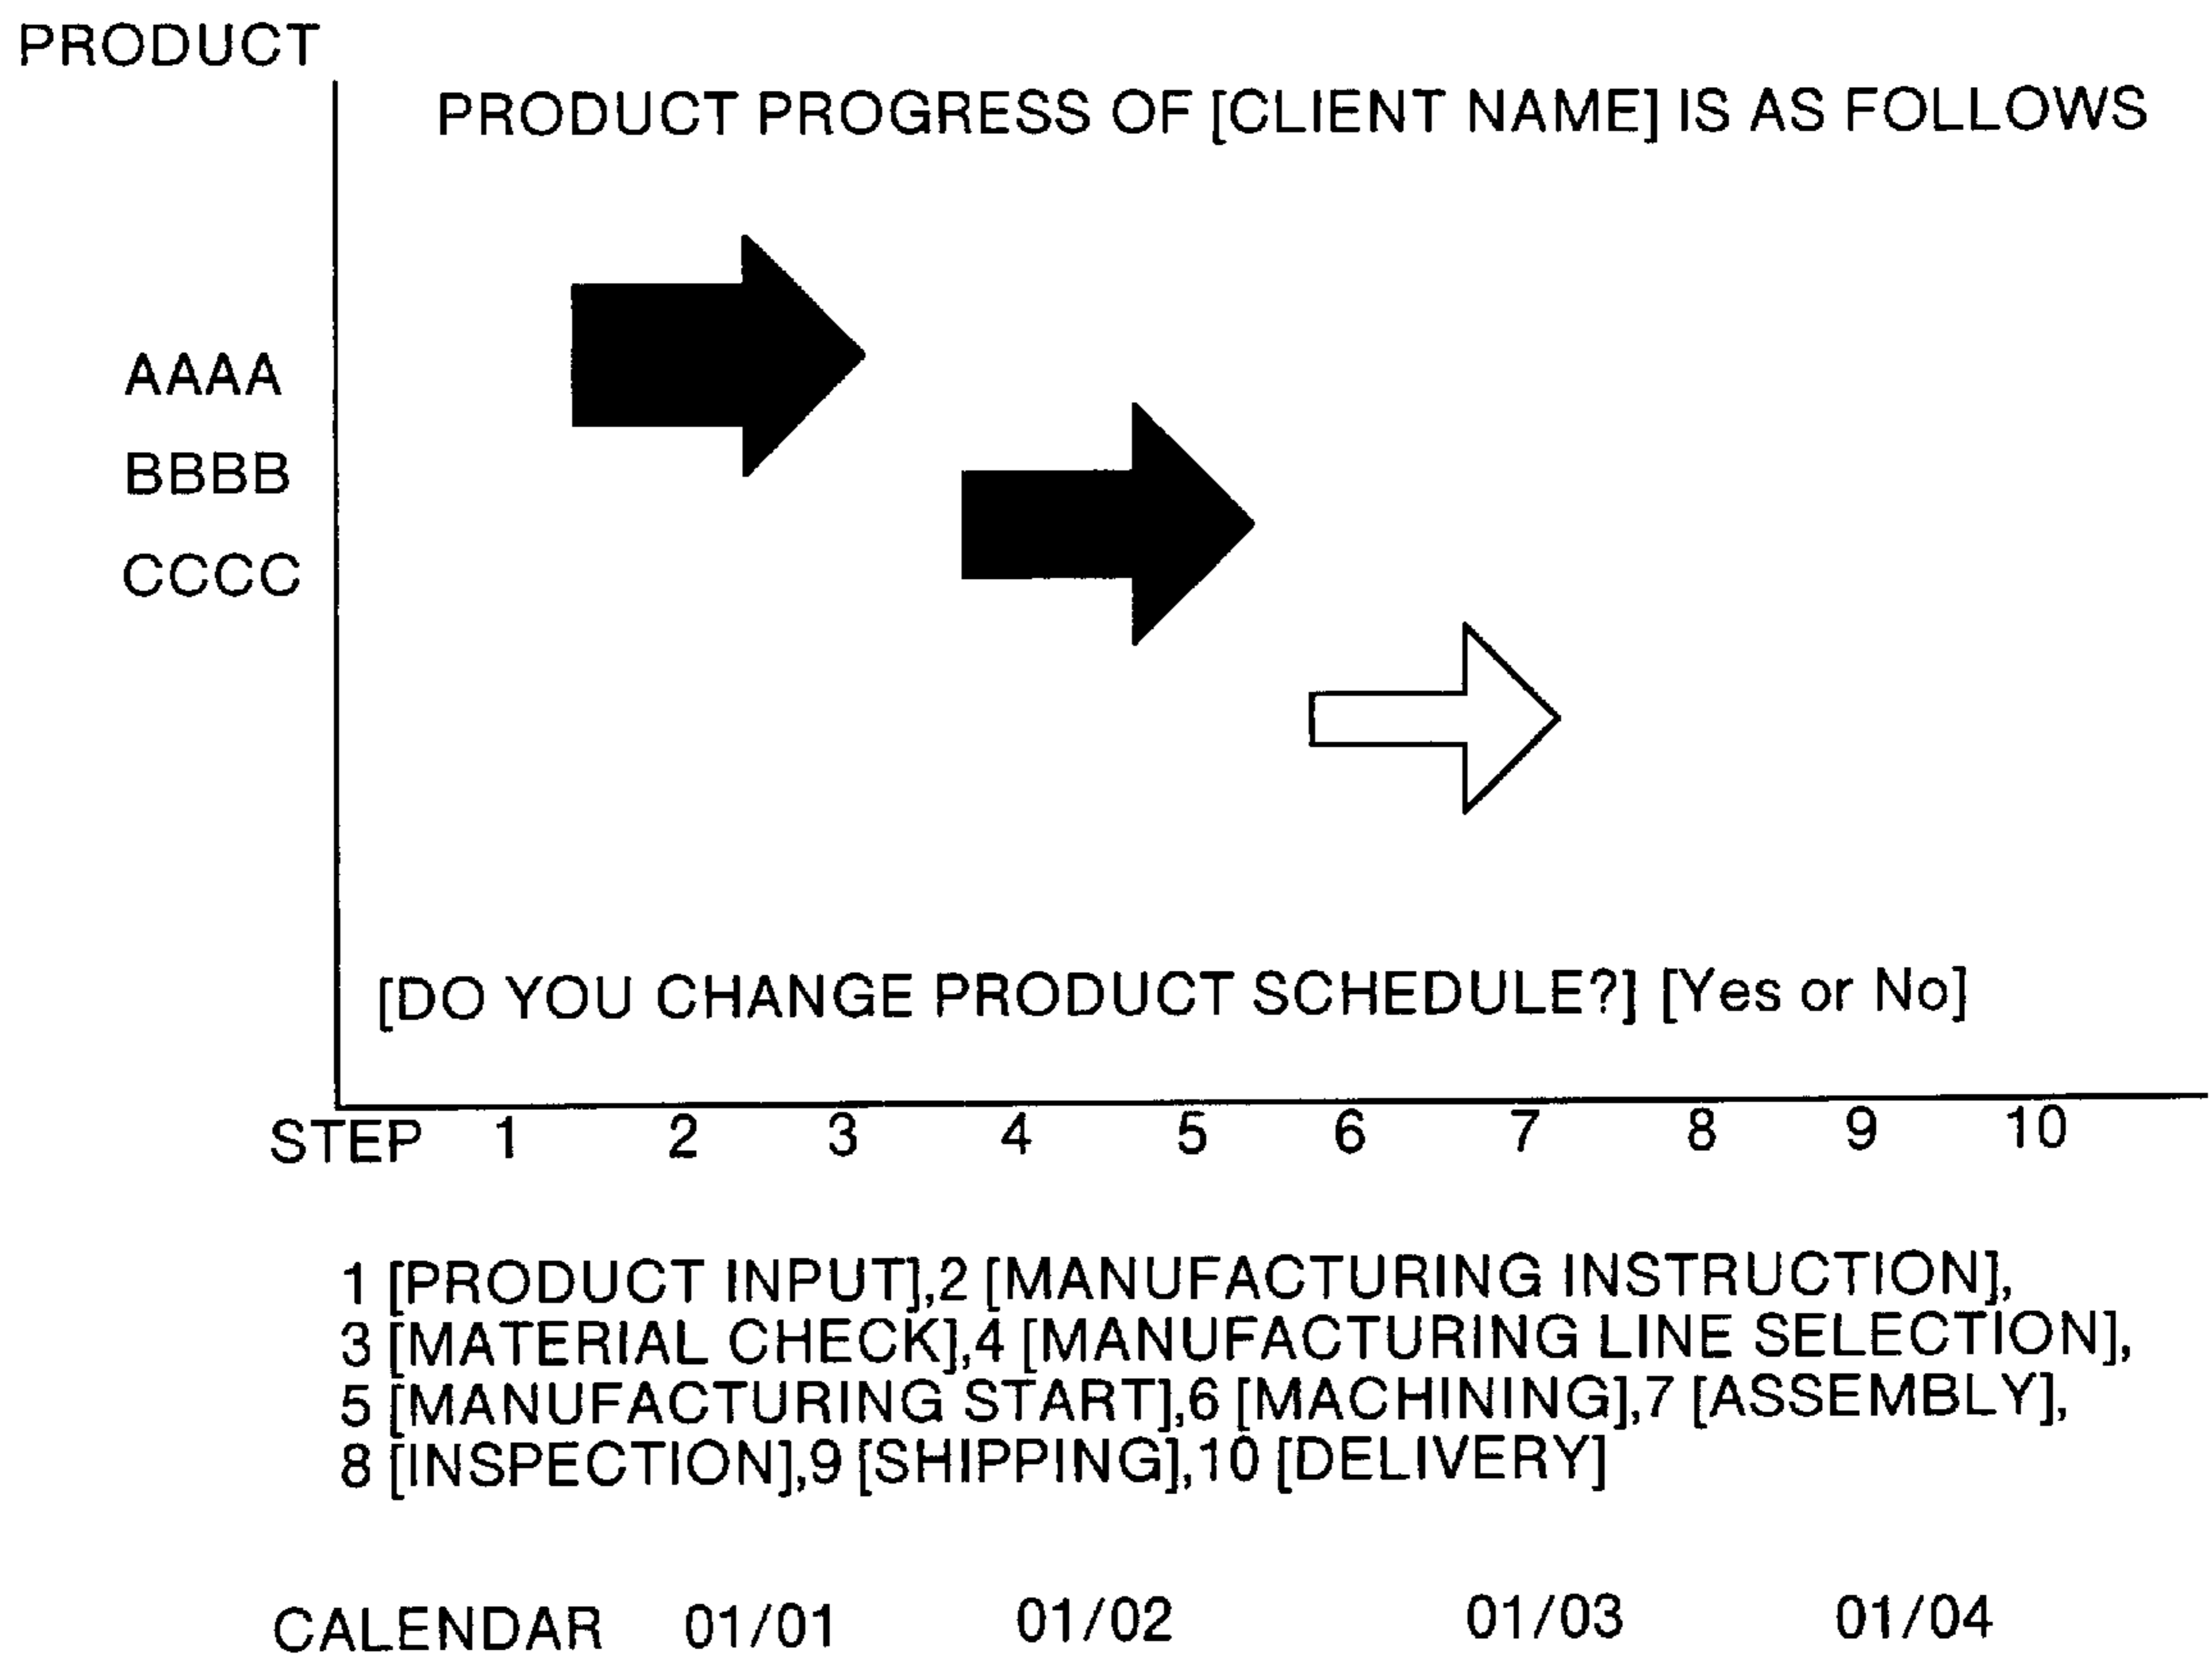 PRODUCT
PRODUCT PROGRESS OF [CLIENT NAME] IS AS FOLLOWS
AAAA
BBBB
CCCC
[DO YOU CHANGE PRODUCT SCHEDULE?] [Yes or No]
STEP 1 2 3 4 5 6 7 8 9 10
1 [PRODUCT INPUT],2 [MANUFACTURING INSTRUCTION],
3 [MATERIAL CHECK],4 [MANUFACTURING LINE SELECTION],
5 [MANUFACTURING START],6 [MACHINING],7 [ASSEMBLY],
8 [INSPECTION],9 [SHIPPING],10 [DELIVERY]
CALENDAR 01/01 01/02 01/03 01/04